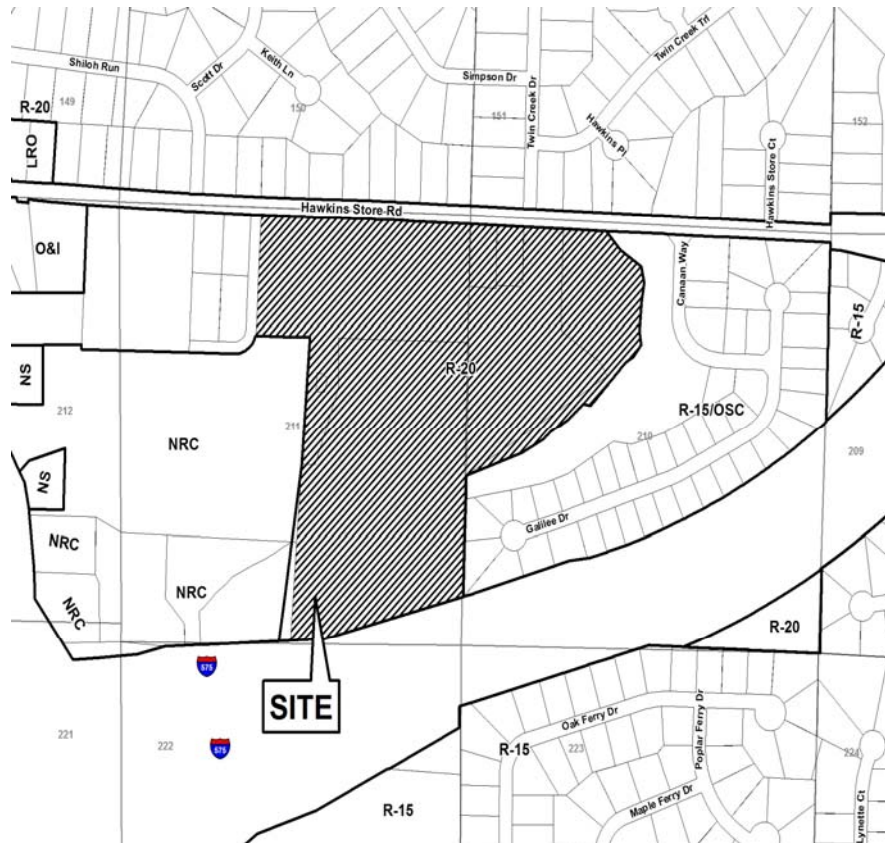 Shiloh Run
Scott Dr
Keith Ln
Simpson Dr
Twin Creek Trl
Twin Creek Dr
Hawkins Pl
Hawkins Store Ct
R-20
149
150
151
152
LRO
Hawkins Store Rd
O&I
Canaan Way
R-15
NS
R-20
R-15/OSC
212
211
210
209
NRC
NS
Galilee Dr
NRC
NRC
NRC
R-20
575
SITE
575
221
222
Oak Ferry Dr
Poplar Ferry Dr
R-15
223
224
R-15
Maple Ferry Dr
Lynette Ct